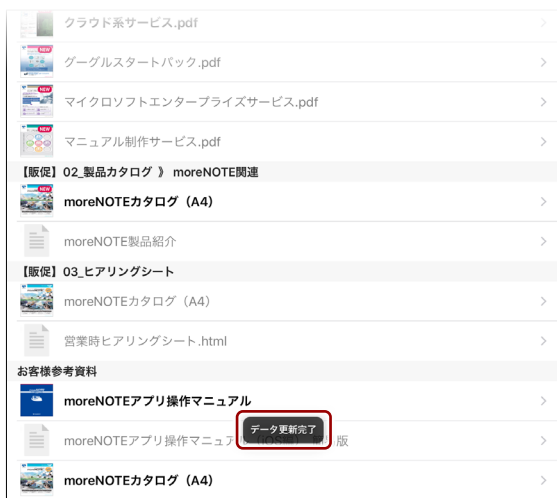 クラウド系サービス.pdf
NEW
グーグルスタートパック.pdf
NEW
マイクロソフトエンタープライズサービス.pdf
NEW
マニュアル制作サービス.pdf
【販促】02_製品カタログ 》 moreNOTE関連
NEW
moreNOTEカタログ（A4）
moreNOTE製品紹介
【販促】03_ヒアリングシート
moreNOTEカタログ（A4）
営業時ヒアリングシート.html
お客様参考資料
moreNOTEアプリ操作マニュアル
データ更新完了
moreNOTEアプリ操作マニュアル
版
moreNOTEカタログ（A4）